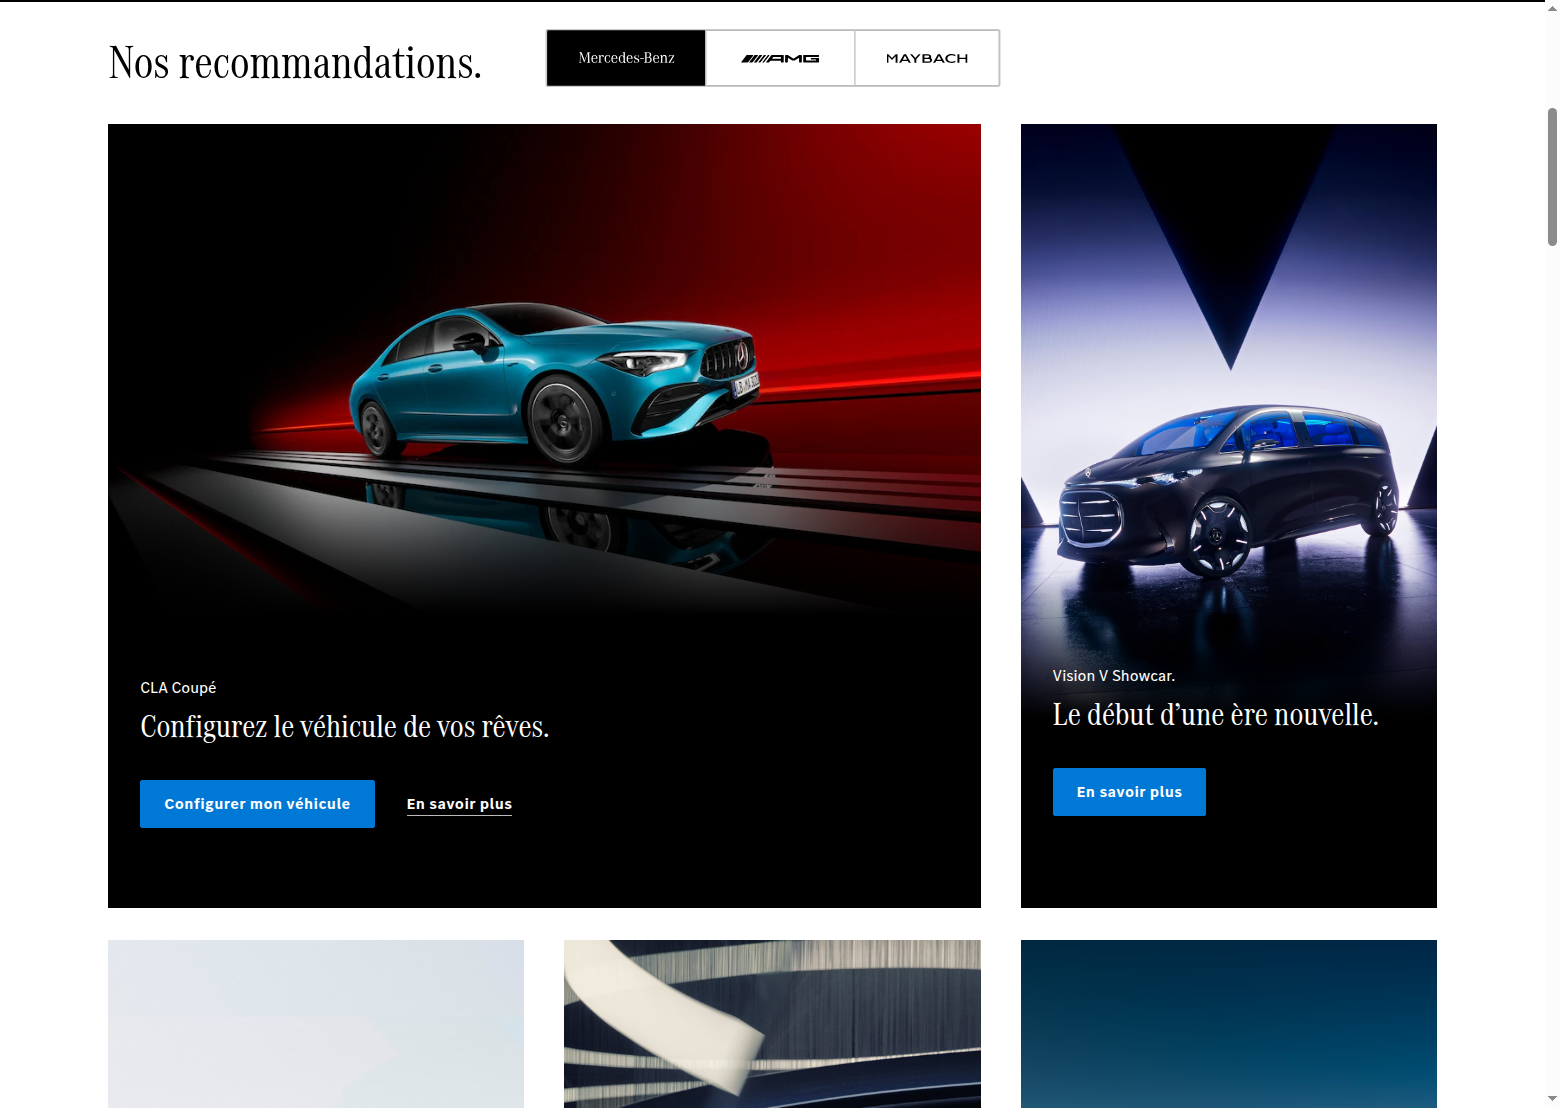 Nos recommandations.
Mercedes-Benz
AMG
MAYBACH
CLA Coupé
Configurez le véhicule de vos rêves.
Configurer mon véhicule
En savoir plus
Vision V Showcar.
Le début d’une ère nouvelle.
En savoir plus